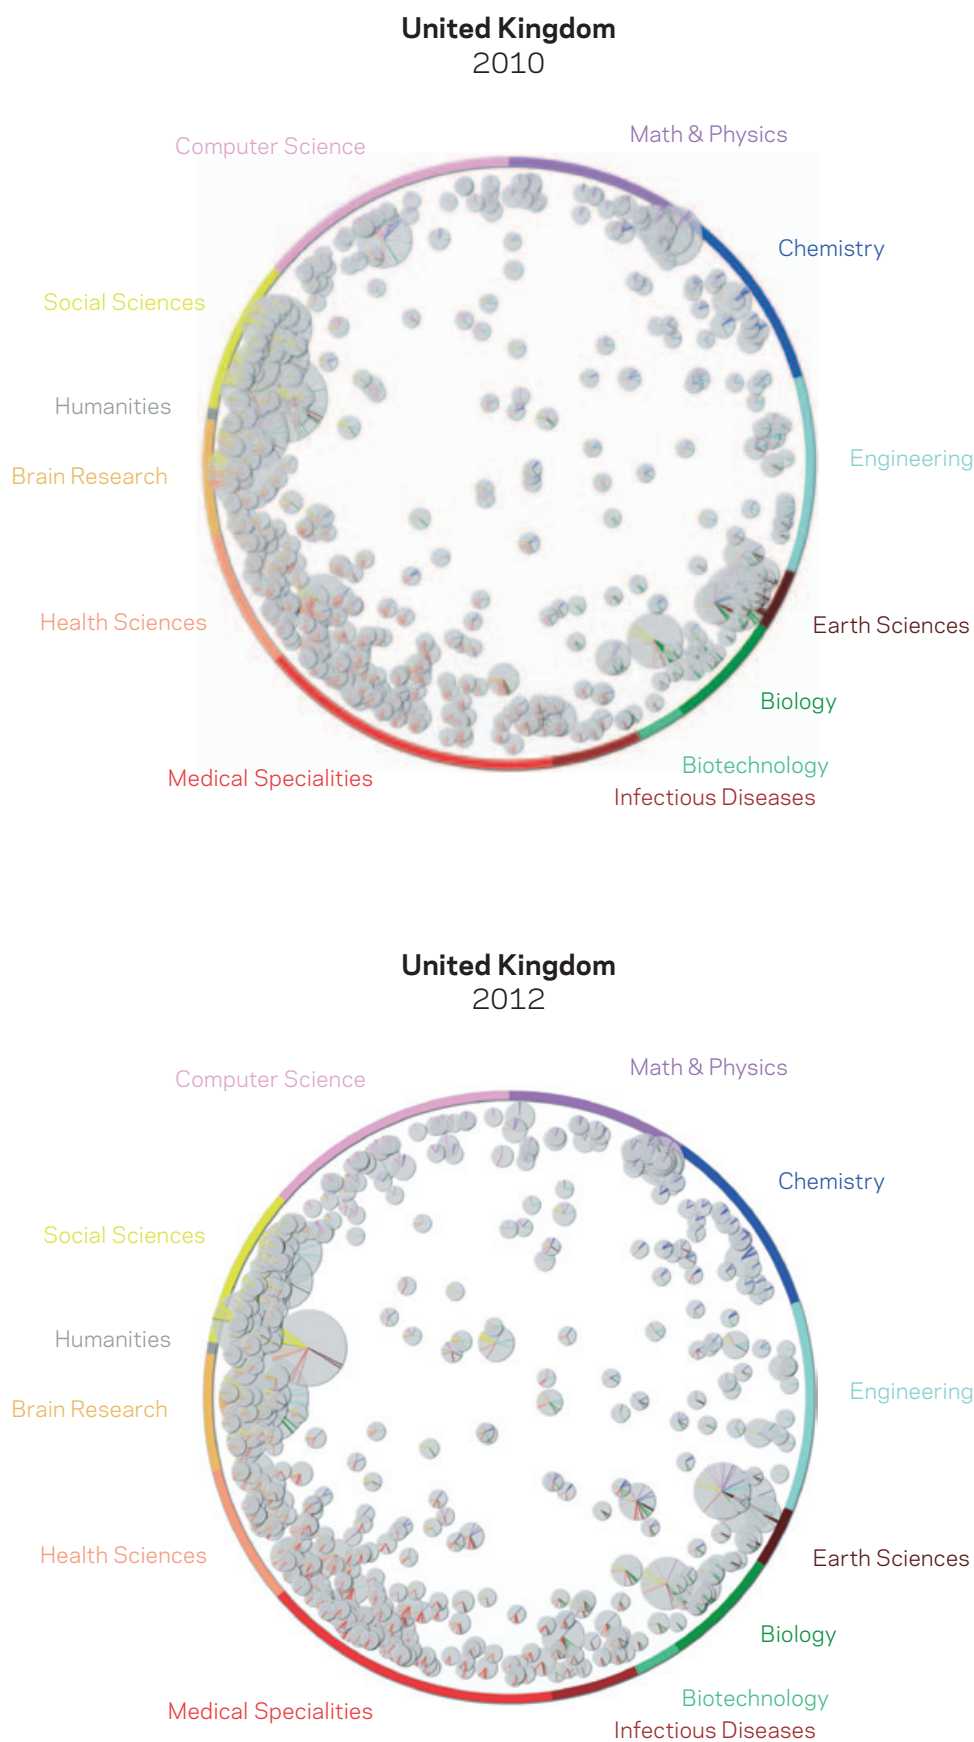 United Kingdom
2010
Computer Science
Math & Physics
Chemistry
Social Sciences
Humanities
Engineering
Brain Research
Health Sciences
Earth Sciences
Biology
Biotechnology
Medical Specialities
Infectious Diseases
United Kingdom
2012
Computer Science
Math & Physics
Chemistry
Social Sciences
Humanities
Engineering
Brain Research
Health Sciences
Earth Sciences
Biology
Biotechnology
Medical Specialities
Infectious Diseases